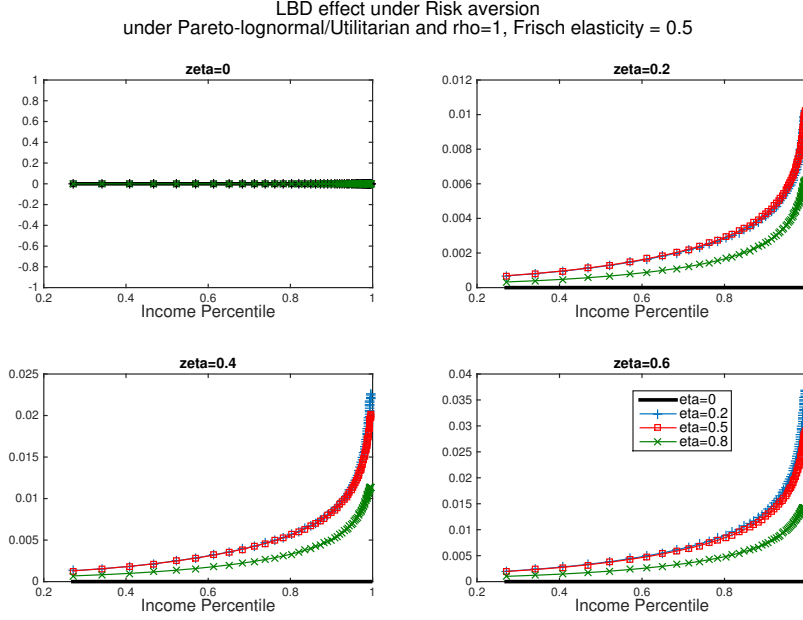 LBD effect under Risk aversion
under Pareto-lognormal/Utilitarian and rho=1, Frisch elasticity = 0.5
zeta=0
1
0.8
0.6
0.4
0.2
0
-0.2
-0.4
-0.6
-0.8
-1
0.2 0.4 0.6 0.8 1
Income Percentile
zeta=0.2
0.012
0.01
0.008
0.006
0.004
0.002
0
0.2 0.4 0.6 0.8
Income Percentile
zeta=0.4
0.025
0.02
0.015
0.01
0.005
0
0.2 0.4 0.6 0.8 1
Income Percentile
zeta=0.6
0.04
0.035
0.03
0.025
0.02
0.015
0.01
0.005
0
eta=0
eta=0.2
eta=0.5
eta=0.8
0.2 0.4 0.6 0.8
Income Percentile